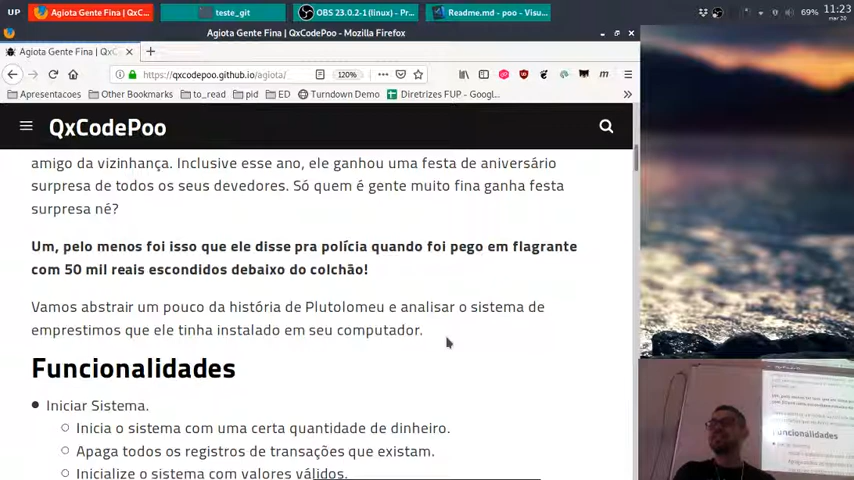 UP
Agiota Gente Fina | QxC...
teste_git
OBS 23.0.2-1 (linux) - Pr...
Readme.md - poo - Visu...
69%
11:23
mar 20
Agiota Gente Fina | QxCodePoo - Mozilla Firefox
Agiota Gente Fina | QxC
https://qxcodepoo.github.io/agiota/
120%
Apresentacoes
Other Bookmarks
to_read
pid
ED
Turndown Demo
Diretrizes FUP - Googl...
QxCodePoo
amigo da vizinhança. Inclusive esse ano, ele ganhou uma festa de aniversário
surpresa de todos os seus devedores. Só quem é gente muito fina ganha festa
surpresa né?
Um, pelo menos foi isso que ele disse pra polícia quando foi pego em flagrante
com 50 mil reais escondidos debaixo do colchão!
Vamos abstrair um pouco da história de Plutolomeu e analisar o sistema de
emprestimos que ele tinha instalado em seu computador.
Funcionalidades
Iniciar Sistema.
Inicia o sistema com uma certa quantidade de dinheiro.
Apaga todos os registros de transações que existam.
Inicialize o sistema com valores válidos.
Funcionalidades